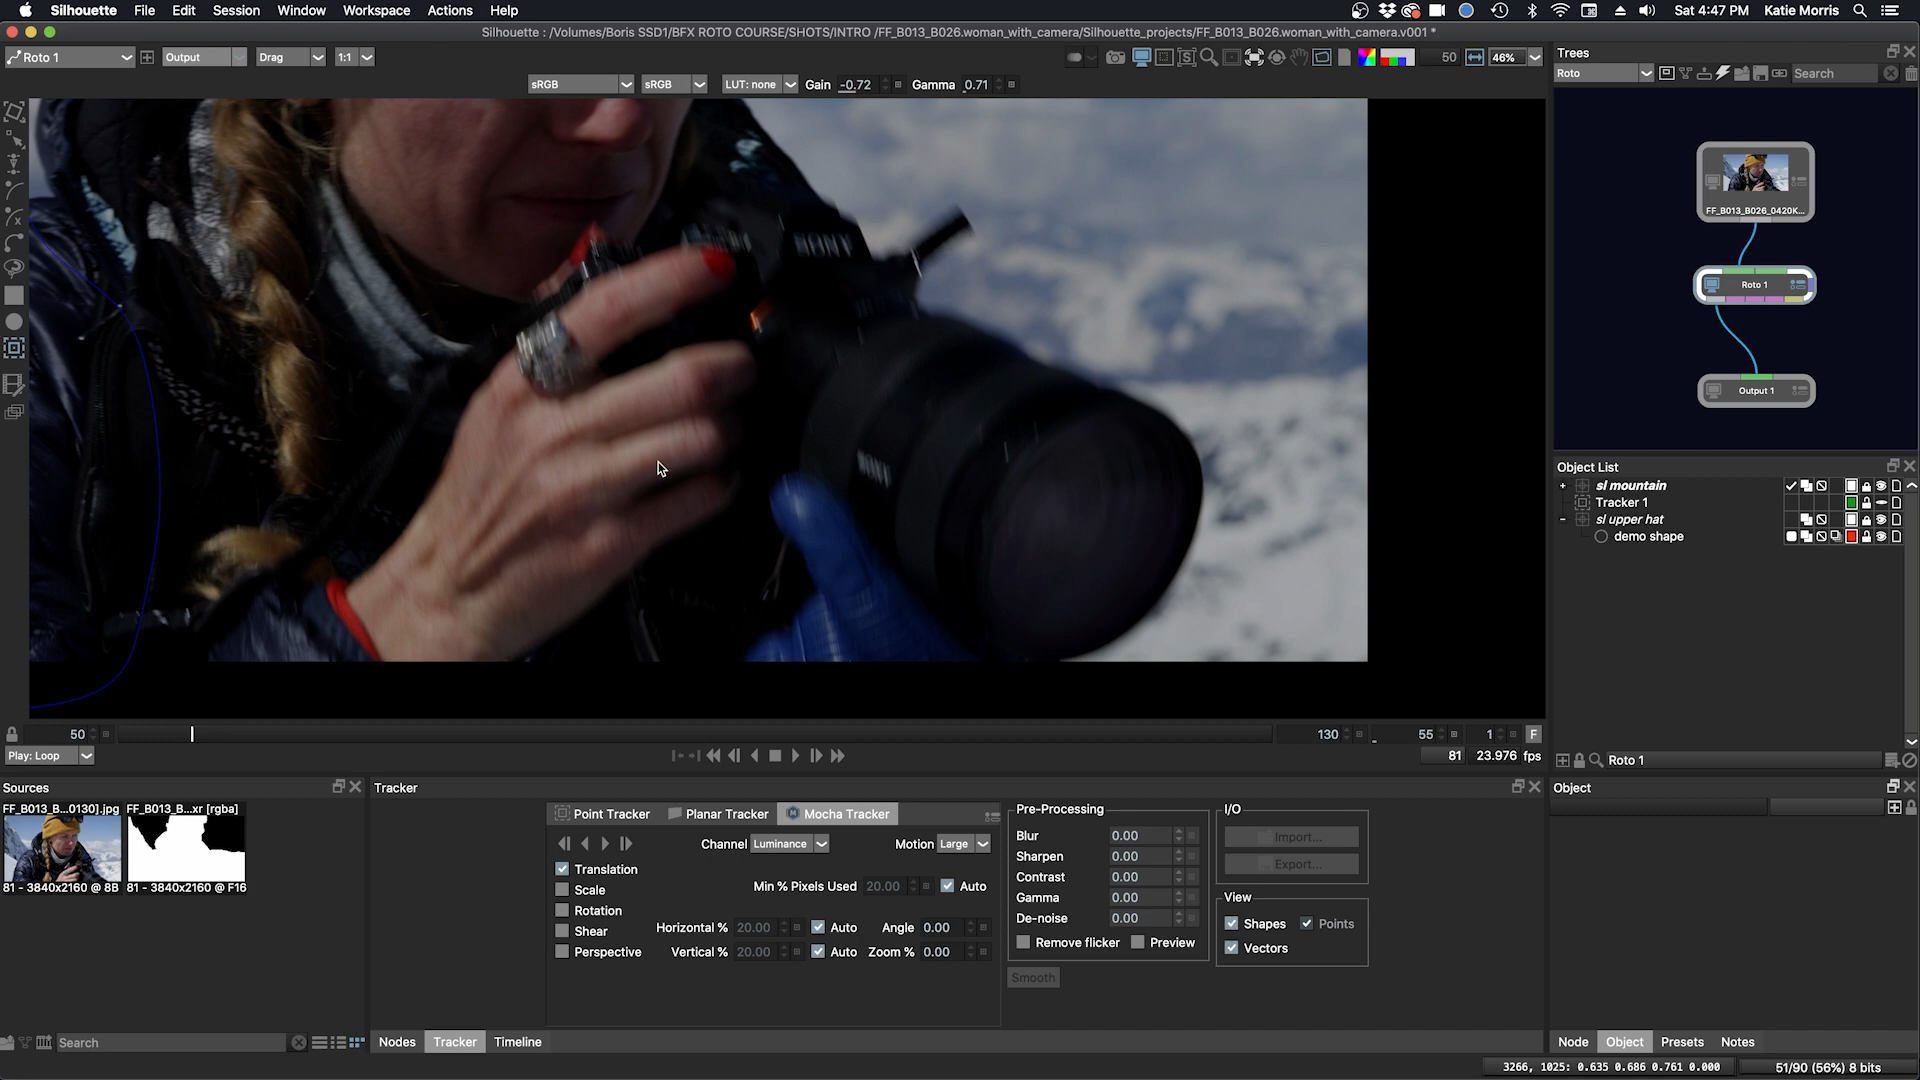 Silhouette File Edit Session Window Workspace Actions Help Sat 4:47 PM Katie Morris
Silhouette : /Volumes/Boris SSD1/BFX ROTO COURSE/SHOTS/INTRO /FF_B013_B026.woman_with_camera/Silhouette_projects/FF_B013_B026.woman_with_camera.v001 *
Roto 1 Output Drag 1:1 50 46%
sRGB sRGB LUT: none Gain -0.72 Gamma 0.71
SONY
SONY
50 130 55 1 F
Play: Loop 81 23.976 fps
Trees
Roto Search
FF_B013_B026_0420K...
Roto 1
Output 1
Object List
+ sl mountain
Tracker 1
- sl upper hat
demo shape
Roto 1
Sources
FF_B013_B...0130].jpg FF_B013_B...xr [rgba]
81 - 3840x2160 @ 8B 81 - 3840x2160 @ F16
Search
Tracker
Point Tracker Planar Tracker Mocha Tracker
Channel Luminance Motion Large
Translation
Scale Min % Pixels Used 20.00 Auto
Rotation
Shear Horizontal % 20.00 Auto Angle 0.00
Perspective Vertical % 20.00 Auto Zoom % 0.00
Pre-Processing
Blur 0.00
Sharpen 0.00
Contrast 0.00
Gamma 0.00
De-noise 0.00
Remove flicker Preview
Smooth
I/O
Import...
Export...
View
Shapes Points
Vectors
Nodes Tracker Timeline
Object
Node Object Presets Notes
3266, 1025: 0.635 0.686 0.761 0.000 51/90 (56%) 8 bits